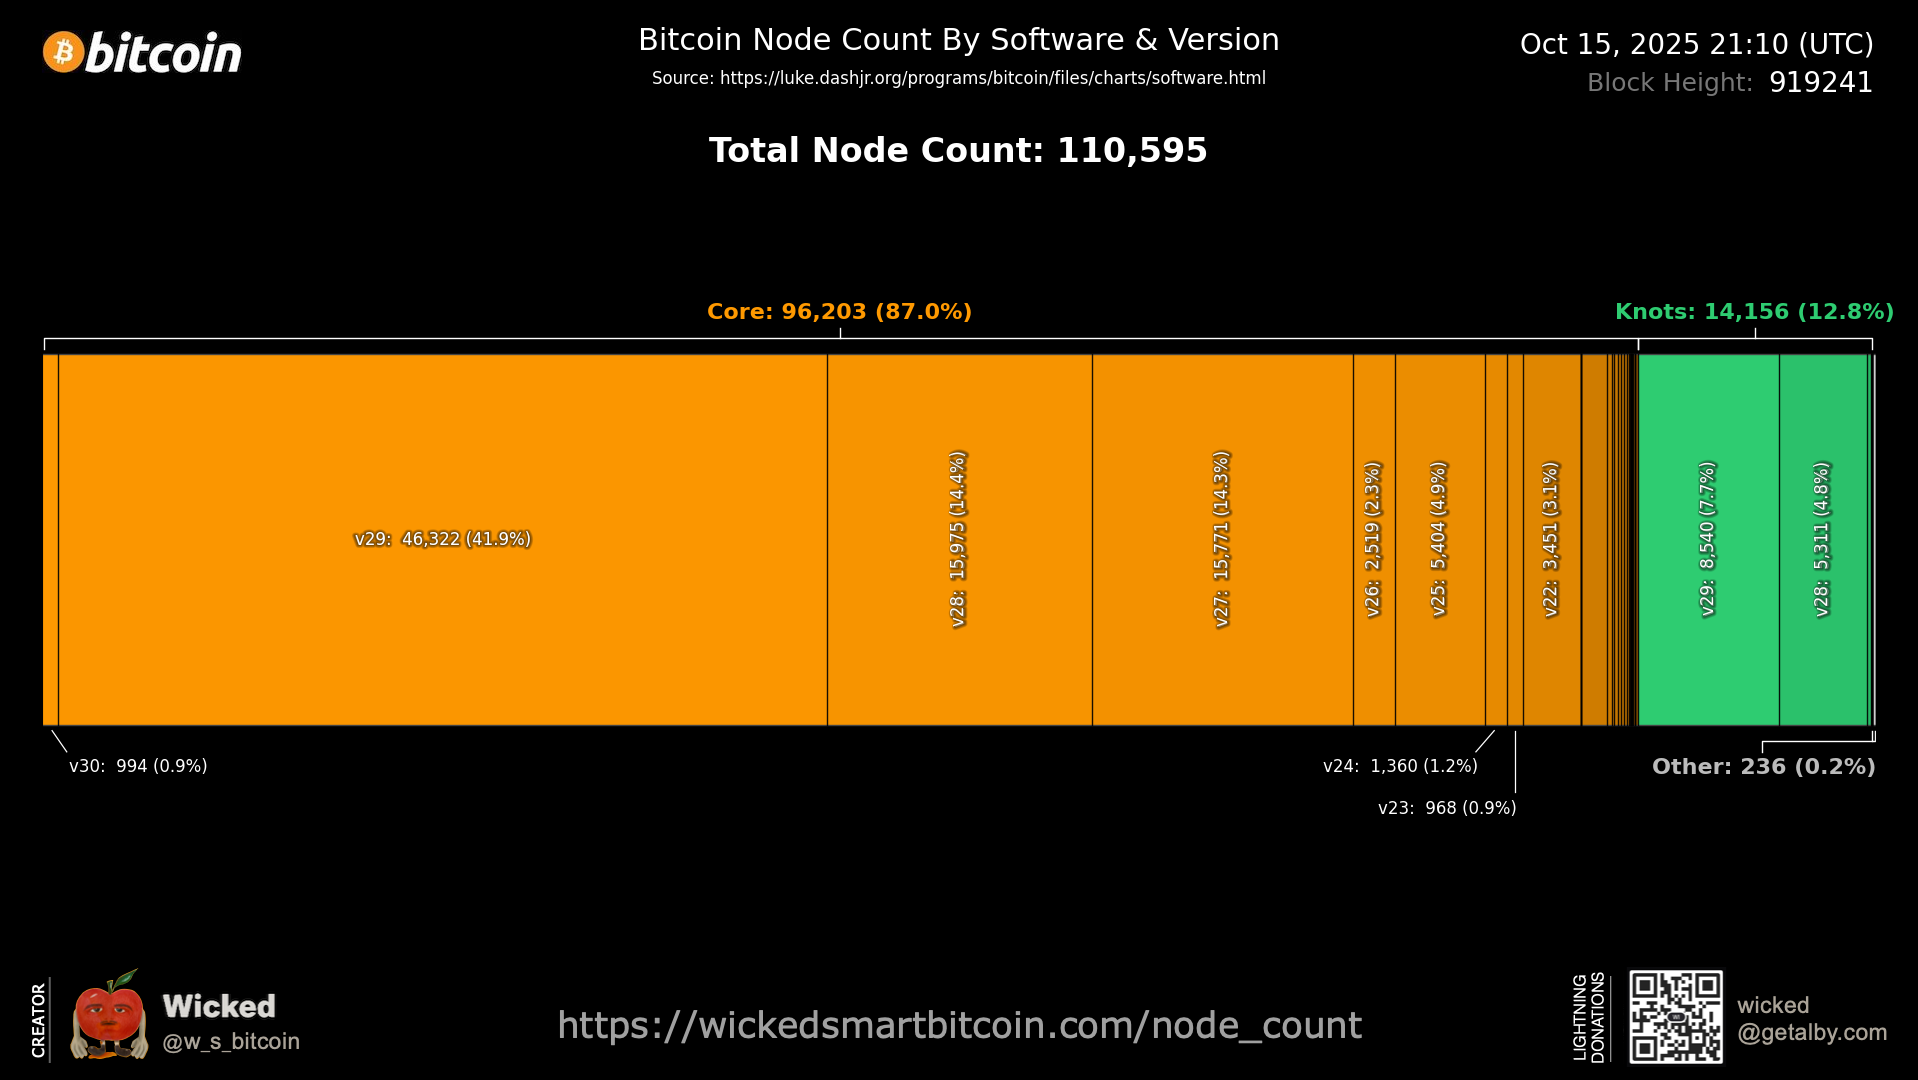 bitcoin
Bitcoin Node Count By Software & Version
Source: https://luke.dashjr.org/programs/bitcoin/files/charts/software.html
Oct 15, 2025 21:10 (UTC)
Block Height: 919241
Total Node Count: 110,595
Core: 96,203 (87.0%)
Knots: 14,156 (12.8%)
v29: 46,322 (41.9%)
v28: 15,975 (14.4%)
v27: 15,771 (14.3%)
v26: 2,519 (2.3%)
v25: 5,404 (4.9%)
v22: 3,451 (3.1%)
v29: 8,540 (7.7%)
v28: 5,311 (4.8%)
v30: 994 (0.9%)
v24: 1,360 (1.2%)
v23: 968 (0.9%)
Other: 236 (0.2%)
CREATOR
Wicked
@w_s_bitcoin
https://wickedsmartbitcoin.com/node_count
LIGHTNING
DONATIONS
wicked
@getalby.com